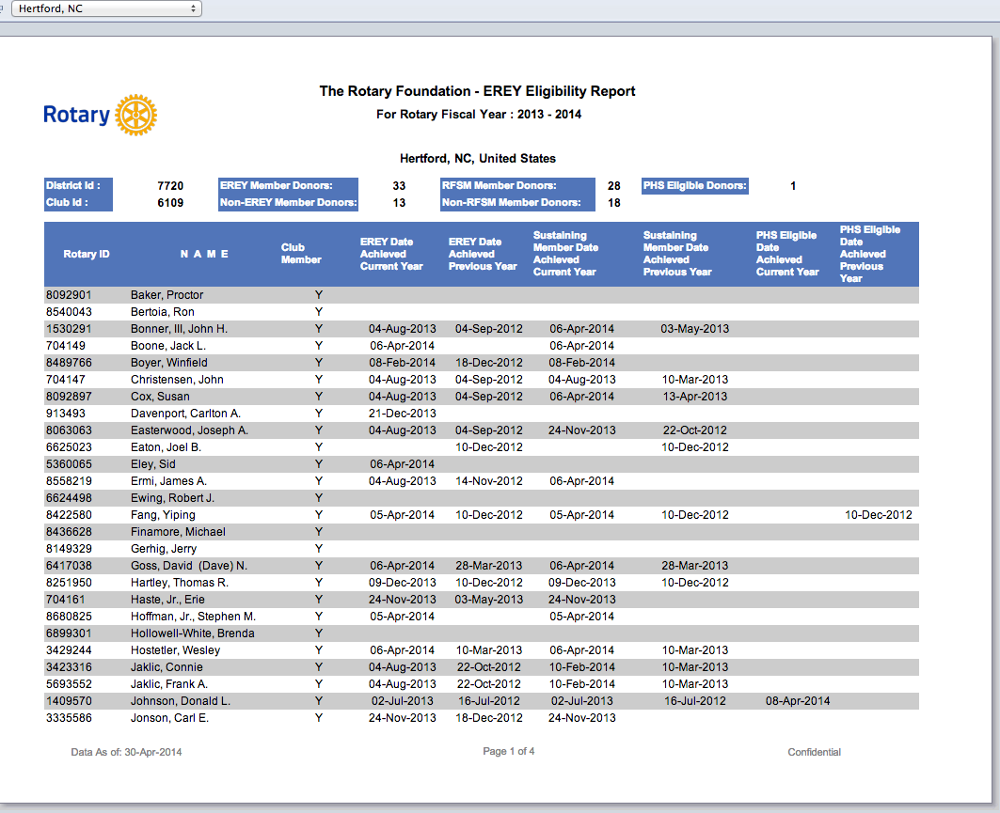 Hertford, NC
The Rotary Foundation - EREY Eligibility Report
Rotary
For Rotary Fiscal Year : 2013 - 2014
Hertford, NC, United States
District Id : 7720 EREY Member Donors: 33 RFSM Member Donors: 28 PHS Eligible Donors: 1
Club Id : 6109 Non-EREY Member Donors: 13 Non-RFSM Member Donors: 18
Rotary ID N A M E Club Member EREY Date Achieved Current Year EREY Date Achieved Previous Year Sustaining Member Date Achieved Current Year Sustaining Member Date Achieved Previous Year PHS Eligible Date Achieved Current Year PHS Eligible Date Achieved Previous Year
8092901 Baker, Proctor Y
8540043 Bertoia, Ron Y
1530291 Bonner, III, John H. Y 04-Aug-2013 04-Sep-2012 06-Apr-2014 03-May-2013
704149 Boone, Jack L. Y 06-Apr-2014 06-Apr-2014
8489766 Boyer, Winfield Y 08-Feb-2014 18-Dec-2012 08-Feb-2014
704147 Christensen, John Y 04-Aug-2013 04-Sep-2012 04-Aug-2013 10-Mar-2013
8092897 Cox, Susan Y 04-Aug-2013 04-Sep-2012 06-Apr-2014 13-Apr-2013
913493 Davenport, Carlton A. Y 21-Dec-2013
8063063 Easterwood, Joseph A. Y 04-Aug-2013 04-Sep-2012 24-Nov-2013 22-Oct-2012
6625023 Eaton, Joel B. Y 10-Dec-2012 10-Dec-2012
5360065 Eley, Sid Y 06-Apr-2014
8558219 Ermi, James A. Y 04-Aug-2013 14-Nov-2012 06-Apr-2014
6624498 Ewing, Robert J. Y
8422580 Fang, Yiping Y 05-Apr-2014 10-Dec-2012 05-Apr-2014 10-Dec-2012 10-Dec-2012
8436628 Finamore, Michael Y
8149329 Gerhig, Jerry Y
6417038 Goss, David (Dave) N. Y 06-Apr-2014 28-Mar-2013 06-Apr-2014 28-Mar-2013
8251950 Hartley, Thomas R. Y 09-Dec-2013 10-Dec-2012 09-Dec-2013 10-Dec-2012
704161 Haste, Jr., Erie Y 24-Nov-2013 03-May-2013 24-Nov-2013
8680825 Hoffman, Jr., Stephen M. Y 05-Apr-2014 05-Apr-2014
6899301 Hollowell-White, Brenda Y
3429244 Hostetler, Wesley Y 06-Apr-2014 10-Mar-2013 06-Apr-2014 10-Mar-2013
3423316 Jaklic, Connie Y 04-Aug-2013 22-Oct-2012 10-Feb-2014 10-Mar-2013
5693552 Jaklic, Frank A. Y 04-Aug-2013 22-Oct-2012 10-Feb-2014 10-Mar-2013
1409570 Johnson, Donald L. Y 02-Jul-2013 16-Jul-2012 02-Jul-2013 16-Jul-2012 08-Apr-2014
3335586 Jonson, Carl E. Y 24-Nov-2013 18-Dec-2012 24-Nov-2013
Data As of: 30-Apr-2014 Page 1 of 4 Confidential